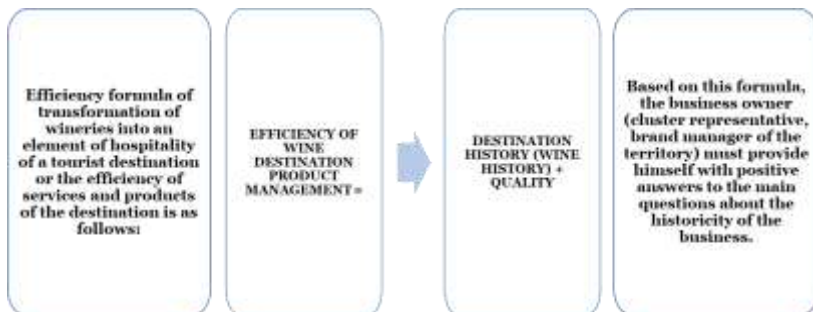 Efficiency formula of
transformation of
wineries into an
element of hospitality
of a tourist destination
or the efficiency of
services and products
of the destination is as
follows:
EFFICIENCY OF
WINE
DESTINATION
PRODUCT
MANAGEMENT =
DESTINATION
HISTORY (WINE
HISTORY) +
QUALITY
Based on this formula,
the business owner
(cluster representative,
brand manager of the
territory) must provide
himself with positive
answers to the main
questions about the
historicity of the
business.